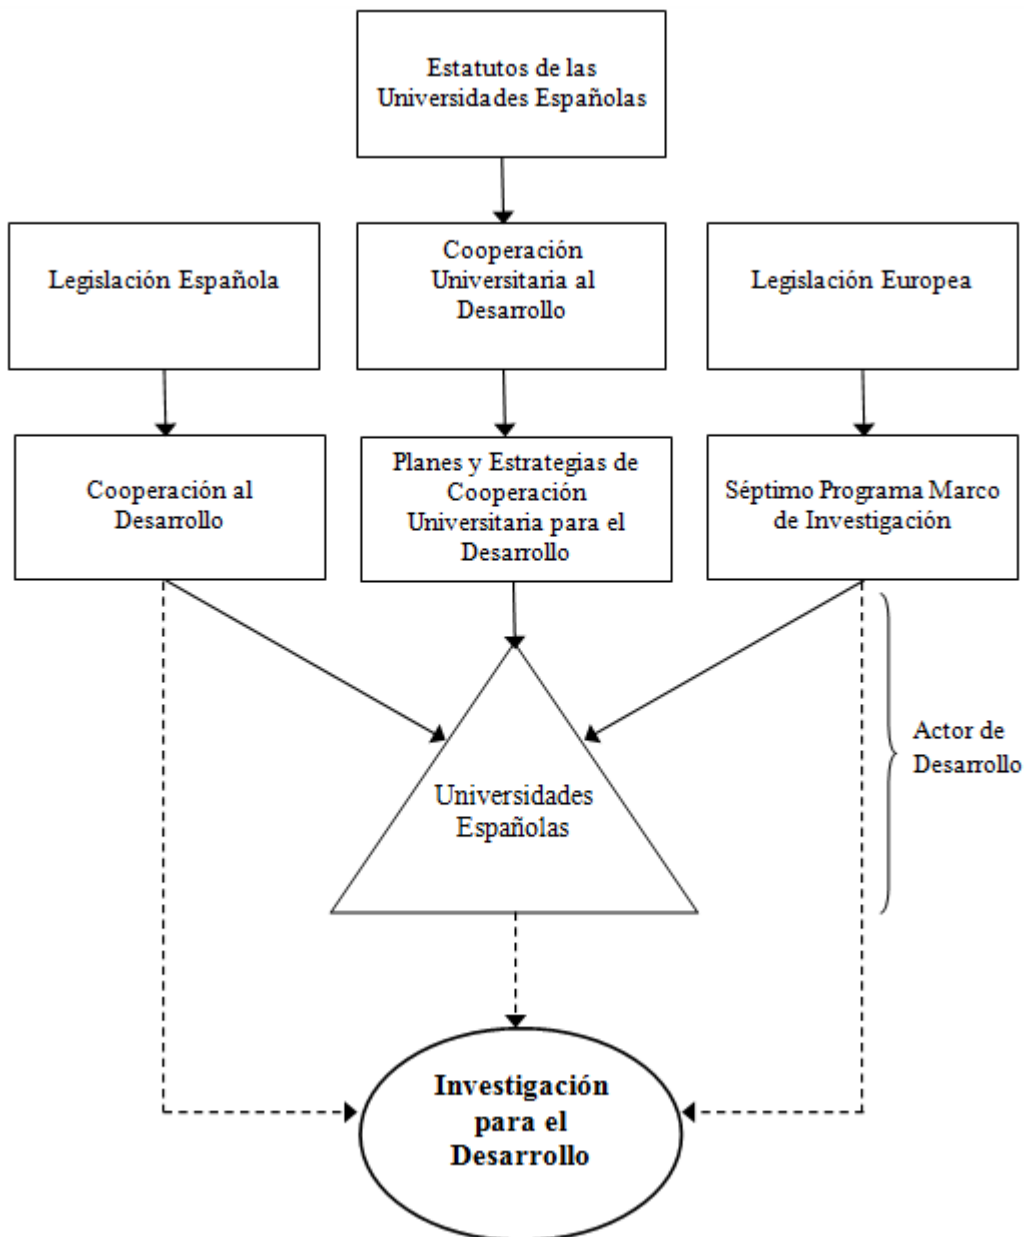 Estatutos de las
Universidades Españolas
Legislación Española
Cooperación
Universitaria al
Desarrollo
Legislación Europea
Cooperación al
Desarrollo
Planes y Estrategias de
Cooperación
Universitaria para el
Desarrollo
Séptimo Programa Marco
de Investigación
Actor de
Desarrollo
Universidades
Españolas
Investigación
para el
Desarrollo